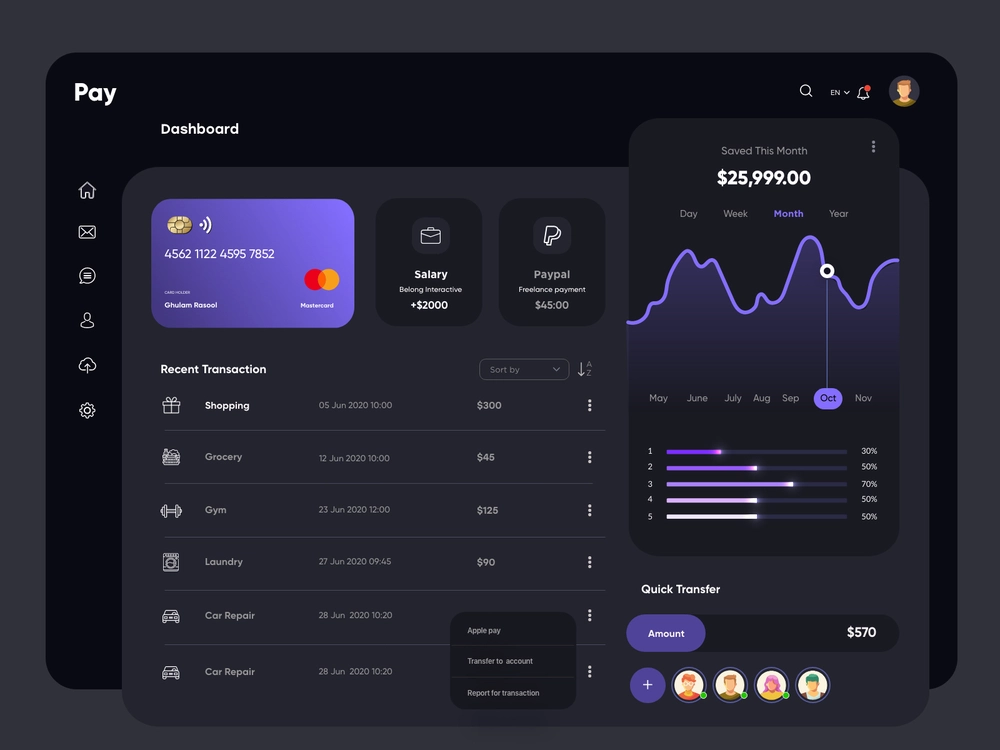 Pay
EN
Dashboard
4562 1122 4595 7852
CARD HULDER
Ghulam Rasool
Mastercard
Salary
Belong Interactive
+$2000
Paypal
Freelance payment
$45:00
Saved This Month
$25,999.00
Day Week Month Year
May June July Aug Sep Oct Nov
1 30%
2 50%
3 70%
4 50%
5 50%
Recent Transaction
Sort by
A
Z
Shopping 05 Jun 2020 10:00 $300
Grocery 12 Jun 2020 10:00 $45
Gym 23 Jun 2020 12:00 $125
Laundry 27 Jun 2020 09:45 $90
Car Repair 28 Jun 2020 10:20
Car Repair 28 Jun 2020 10:20
Apple pay
Transfer to account
Report for transaction
Quick Transfer
Amount $570
+